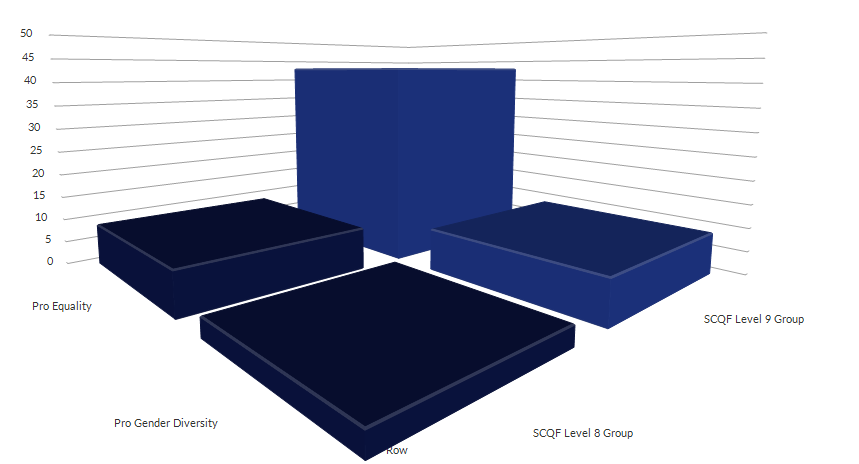 50
45
40
35
30
25
20
15
10
5
0
Pro Equality
SCQF Level 9 Group
Pro Gender Diversity
SCQF Level 8 Group
Row